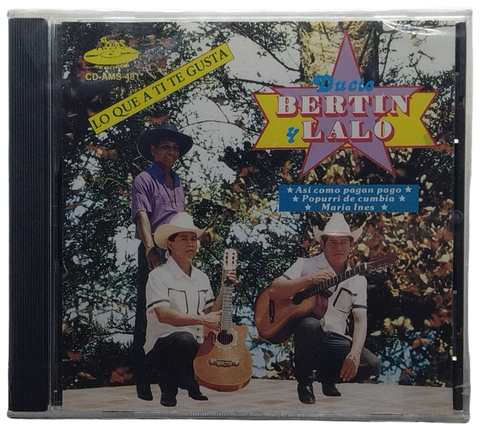 RECORDS
CD-AMS-481
LO QUE A TI TE GUSTA
Dueto
BERTIN
y LALO
★ Asi como pagan pago ★
★ Popurri de cumbia ★
★ Maria Ines ★